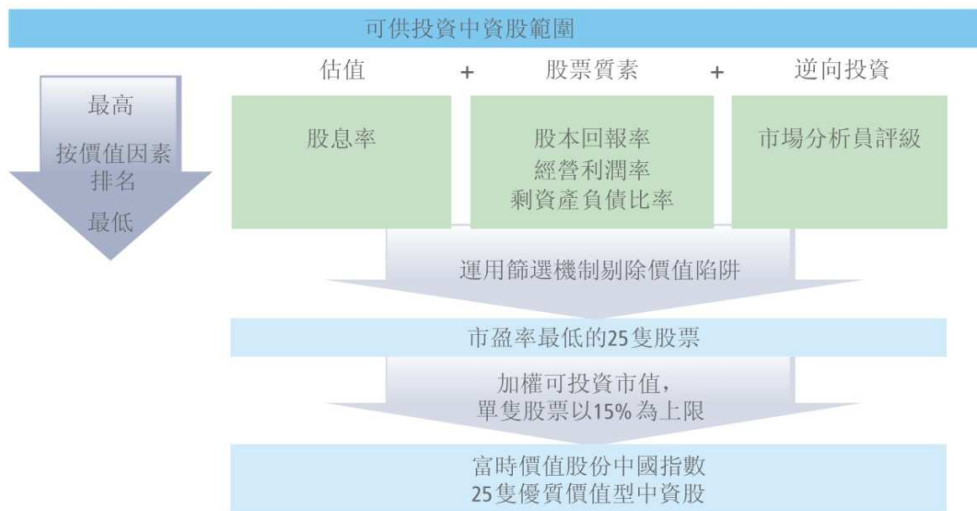 可供投資中資股範圍
估值 + 股票質素 + 逆向投資
最高
按價值因素
排名
最低
股息率
股本回報率
經營利潤率
剩資產負債比率
市場分析員評級
運用篩選機制剔除價值陷阱
市盈率最低的25隻股票
加權可投資市值，
單隻股票以15%為上限
富時價值股份中國指數
25隻優質價值型中資股